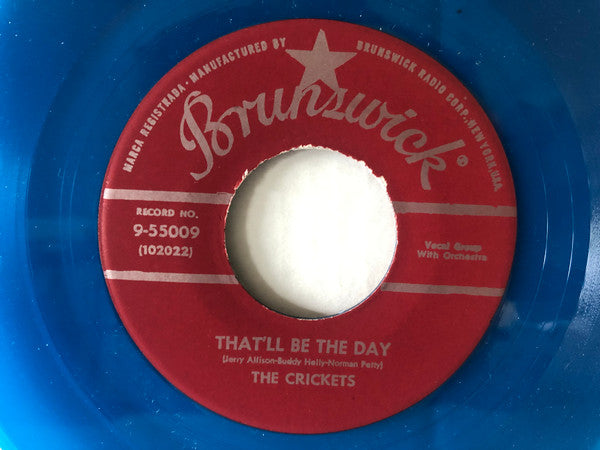 MARCA REGISTRADA · MANUFACTURED BY BRUNSWICK RADIO CORP., NEW YORK, U.S.A.
Brunswick®
RECORD NO.
9-55009
(102022)
Vocal Group
With Orchestra
THAT'LL BE THE DAY
(Jerry Allison-Buddy Holly-Norman Petty)
THE CRICKETS